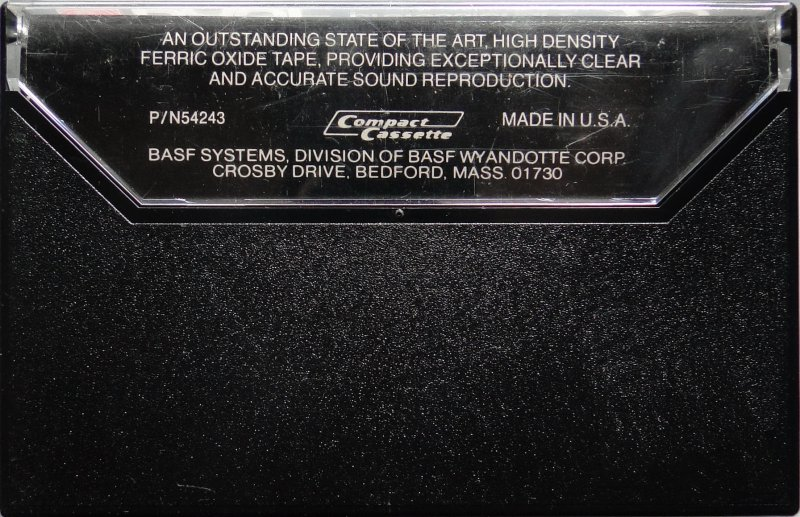 AN OUTSTANDING STATE OF THE ART, HIGH DENSITY
FERRIC OXIDE TAPE, PROVIDING EXCEPTIONALLY CLEAR
AND ACCURATE SOUND REPRODUCTION.
P/N54243 Compact Cassette MADE IN U.S.A.
BASF SYSTEMS, DIVISION OF BASF WYANDOTTE CORP.
CROSBY DRIVE, BEDFORD, MASS. 01730